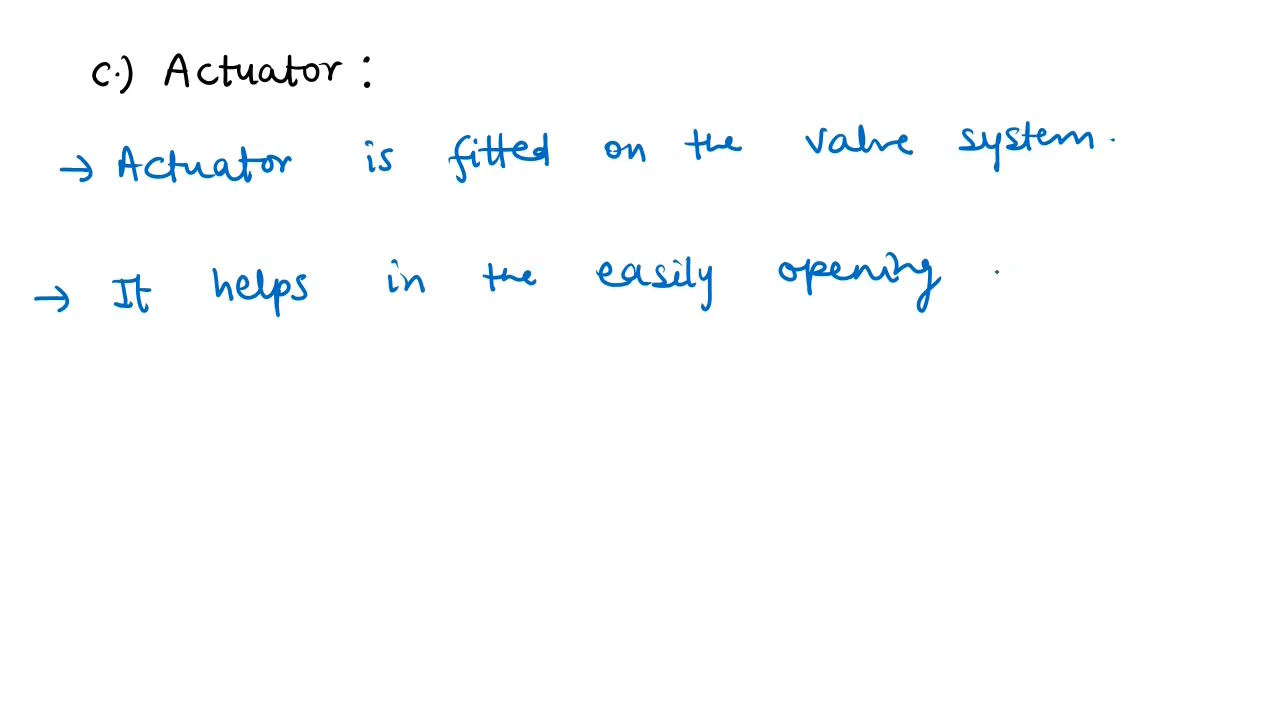 c.) Actuator :
→ Actuator is fitted on the valve system.
→ It helps in the easily opening